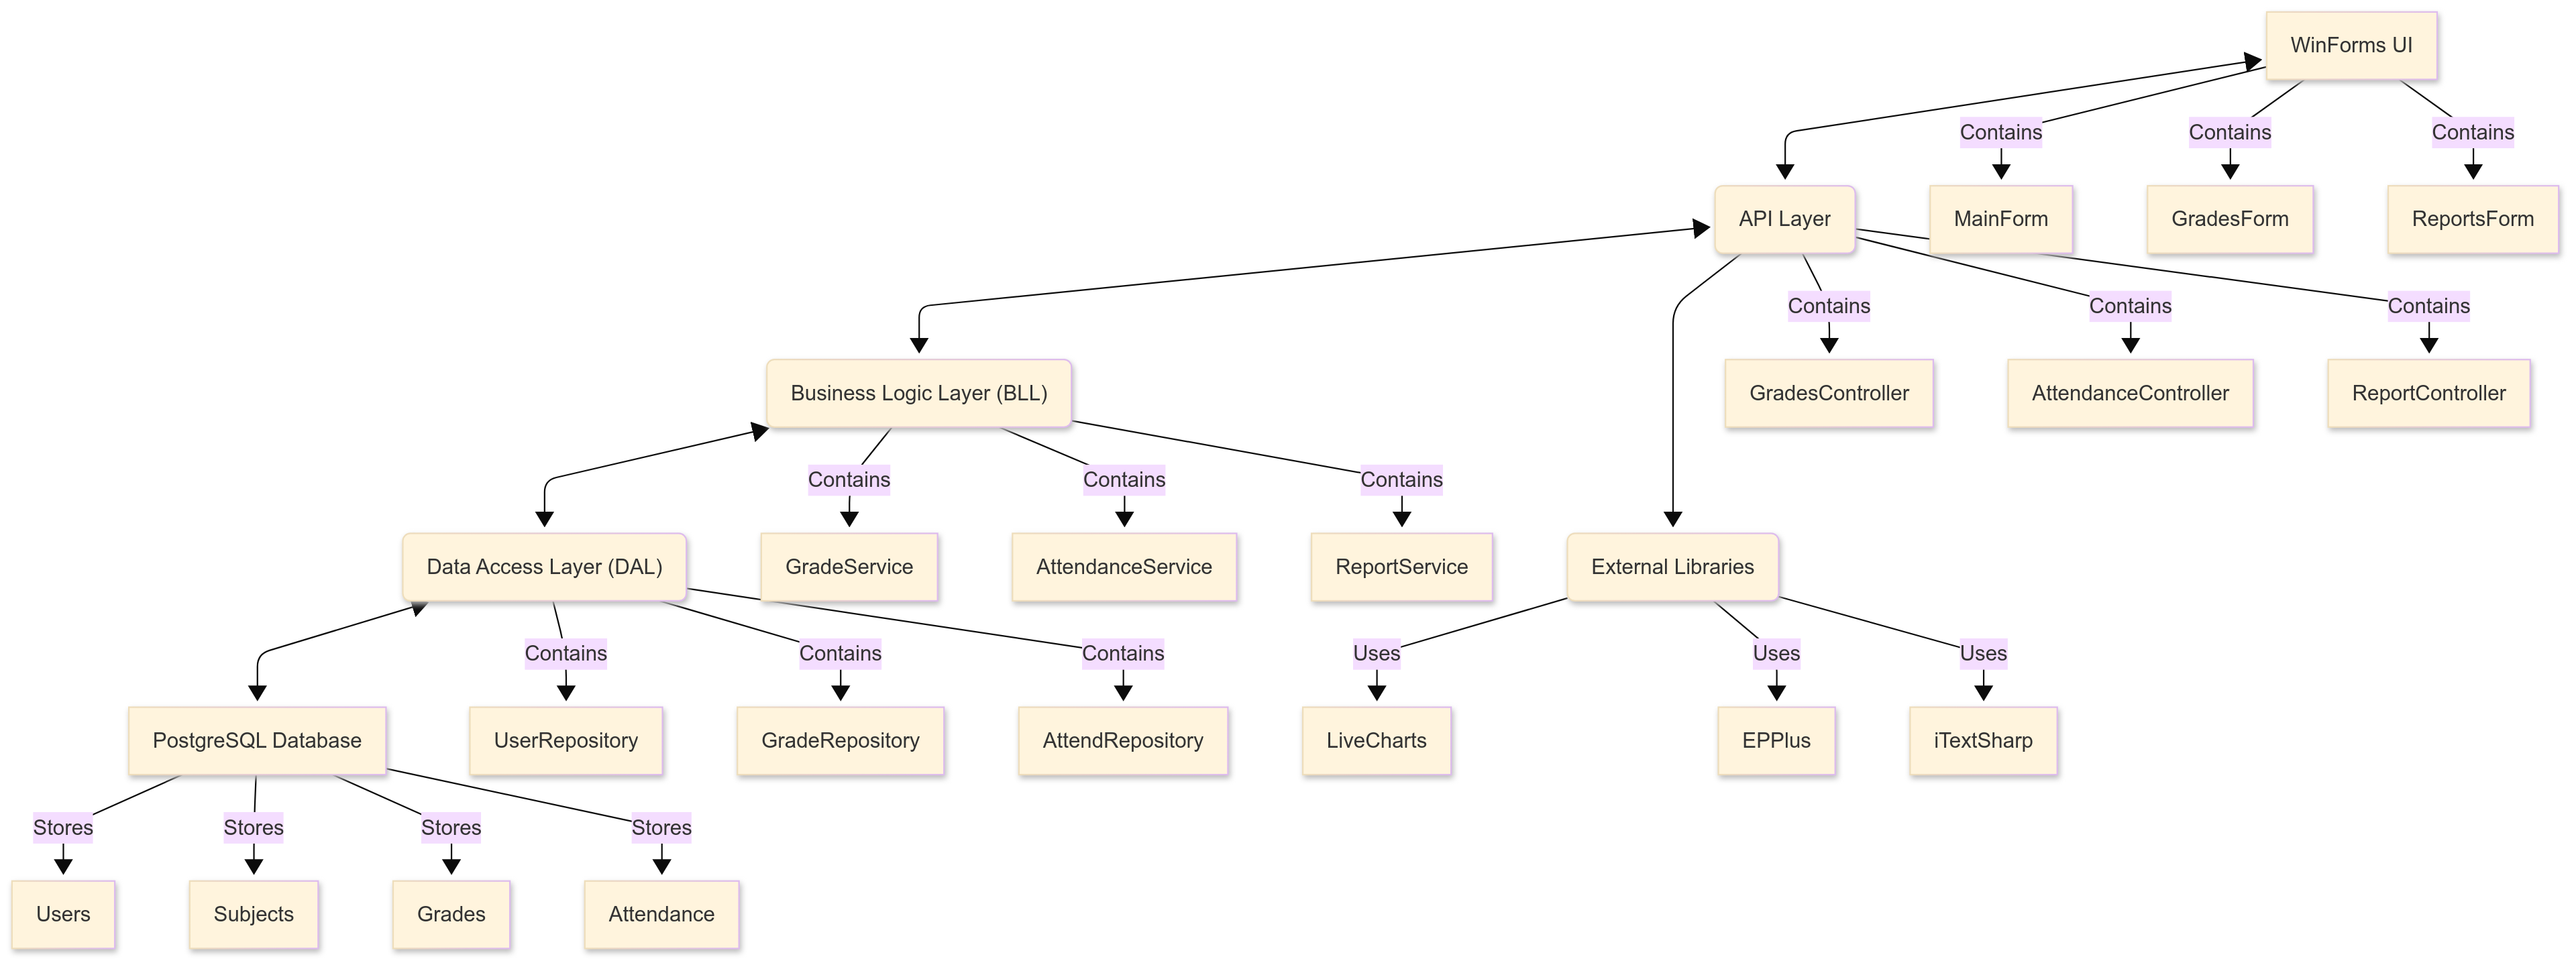 WinForms UI
Contains
Contains
Contains
API Layer
MainForm
GradesForm
ReportsForm
Contains
Contains
Contains
Business Logic Layer (BLL)
GradesController
AttendanceController
ReportController
Contains
Contains
Contains
Data Access Layer (DAL)
GradeService
AttendanceService
ReportService
External Libraries
Contains
Contains
Contains
Uses
Uses
Uses
PostgreSQL Database
UserRepository
GradeRepository
AttendRepository
LiveCharts
EPPlus
iTextSharp
Stores
Stores
Stores
Stores
Users
Subjects
Grades
Attendance